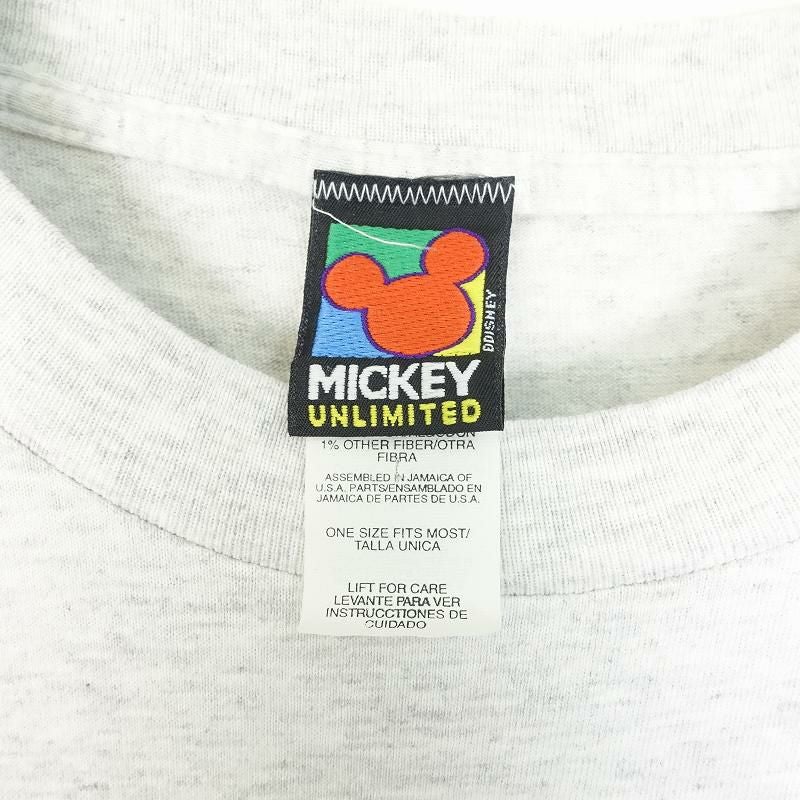 DISNEY
MICKEY
UNLIMITED
1% OTHER FIBER/OTRA
FIBRA
ASSEMBLED IN JAMAICA OF
U.S.A. PARTS/ENSAMBLADO EN
JAMAICA DE PARTES DE U.S.A.
ONE SIZE FITS MOST/
TALLA UNICA
LIFT FOR CARE
LEVANTE PARA VER
INSTRUCCTIONES DE
CUIDADO